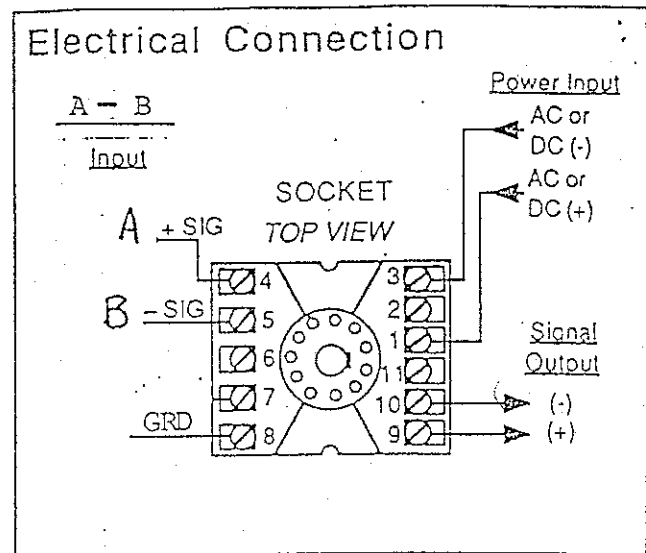 Electrical Connection
A - B
Input
Power Input
AC or
DC (-)
AC or
DC (+)
SOCKET
TOP VIEW
A + SIG
B - SIG
GRD
4
5
6
7
8
3
2
1
11
10
9
Signal
Output
(-)
(+)